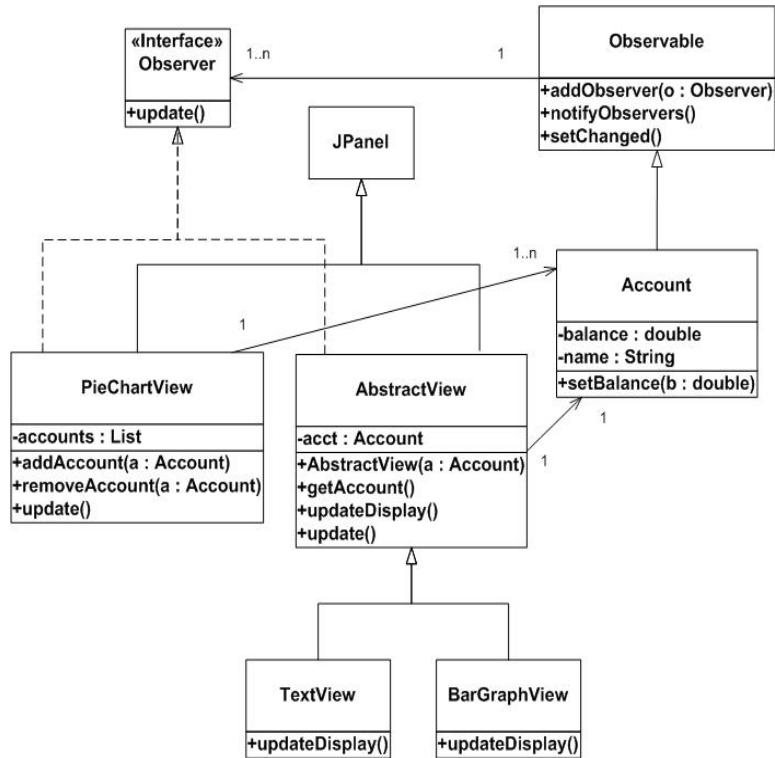 «Interface»
Observer
+update()
1..n
1
Observable
+addObserver(o : Observer)
+notifyObservers()
+setChanged()
JPanel
1..n
1
Account
-balance : double
-name : String
+setBalance(b : double)
1
1
PieChartView
-accounts : List
+addAccount(a : Account)
+removeAccount(a : Account)
+update()
AbstractView
-acct : Account
+AbstractView(a : Account)
+getAccount()
+updateDisplay()
+update()
TextView
+updateDisplay()
BarGraphView
+updateDisplay()